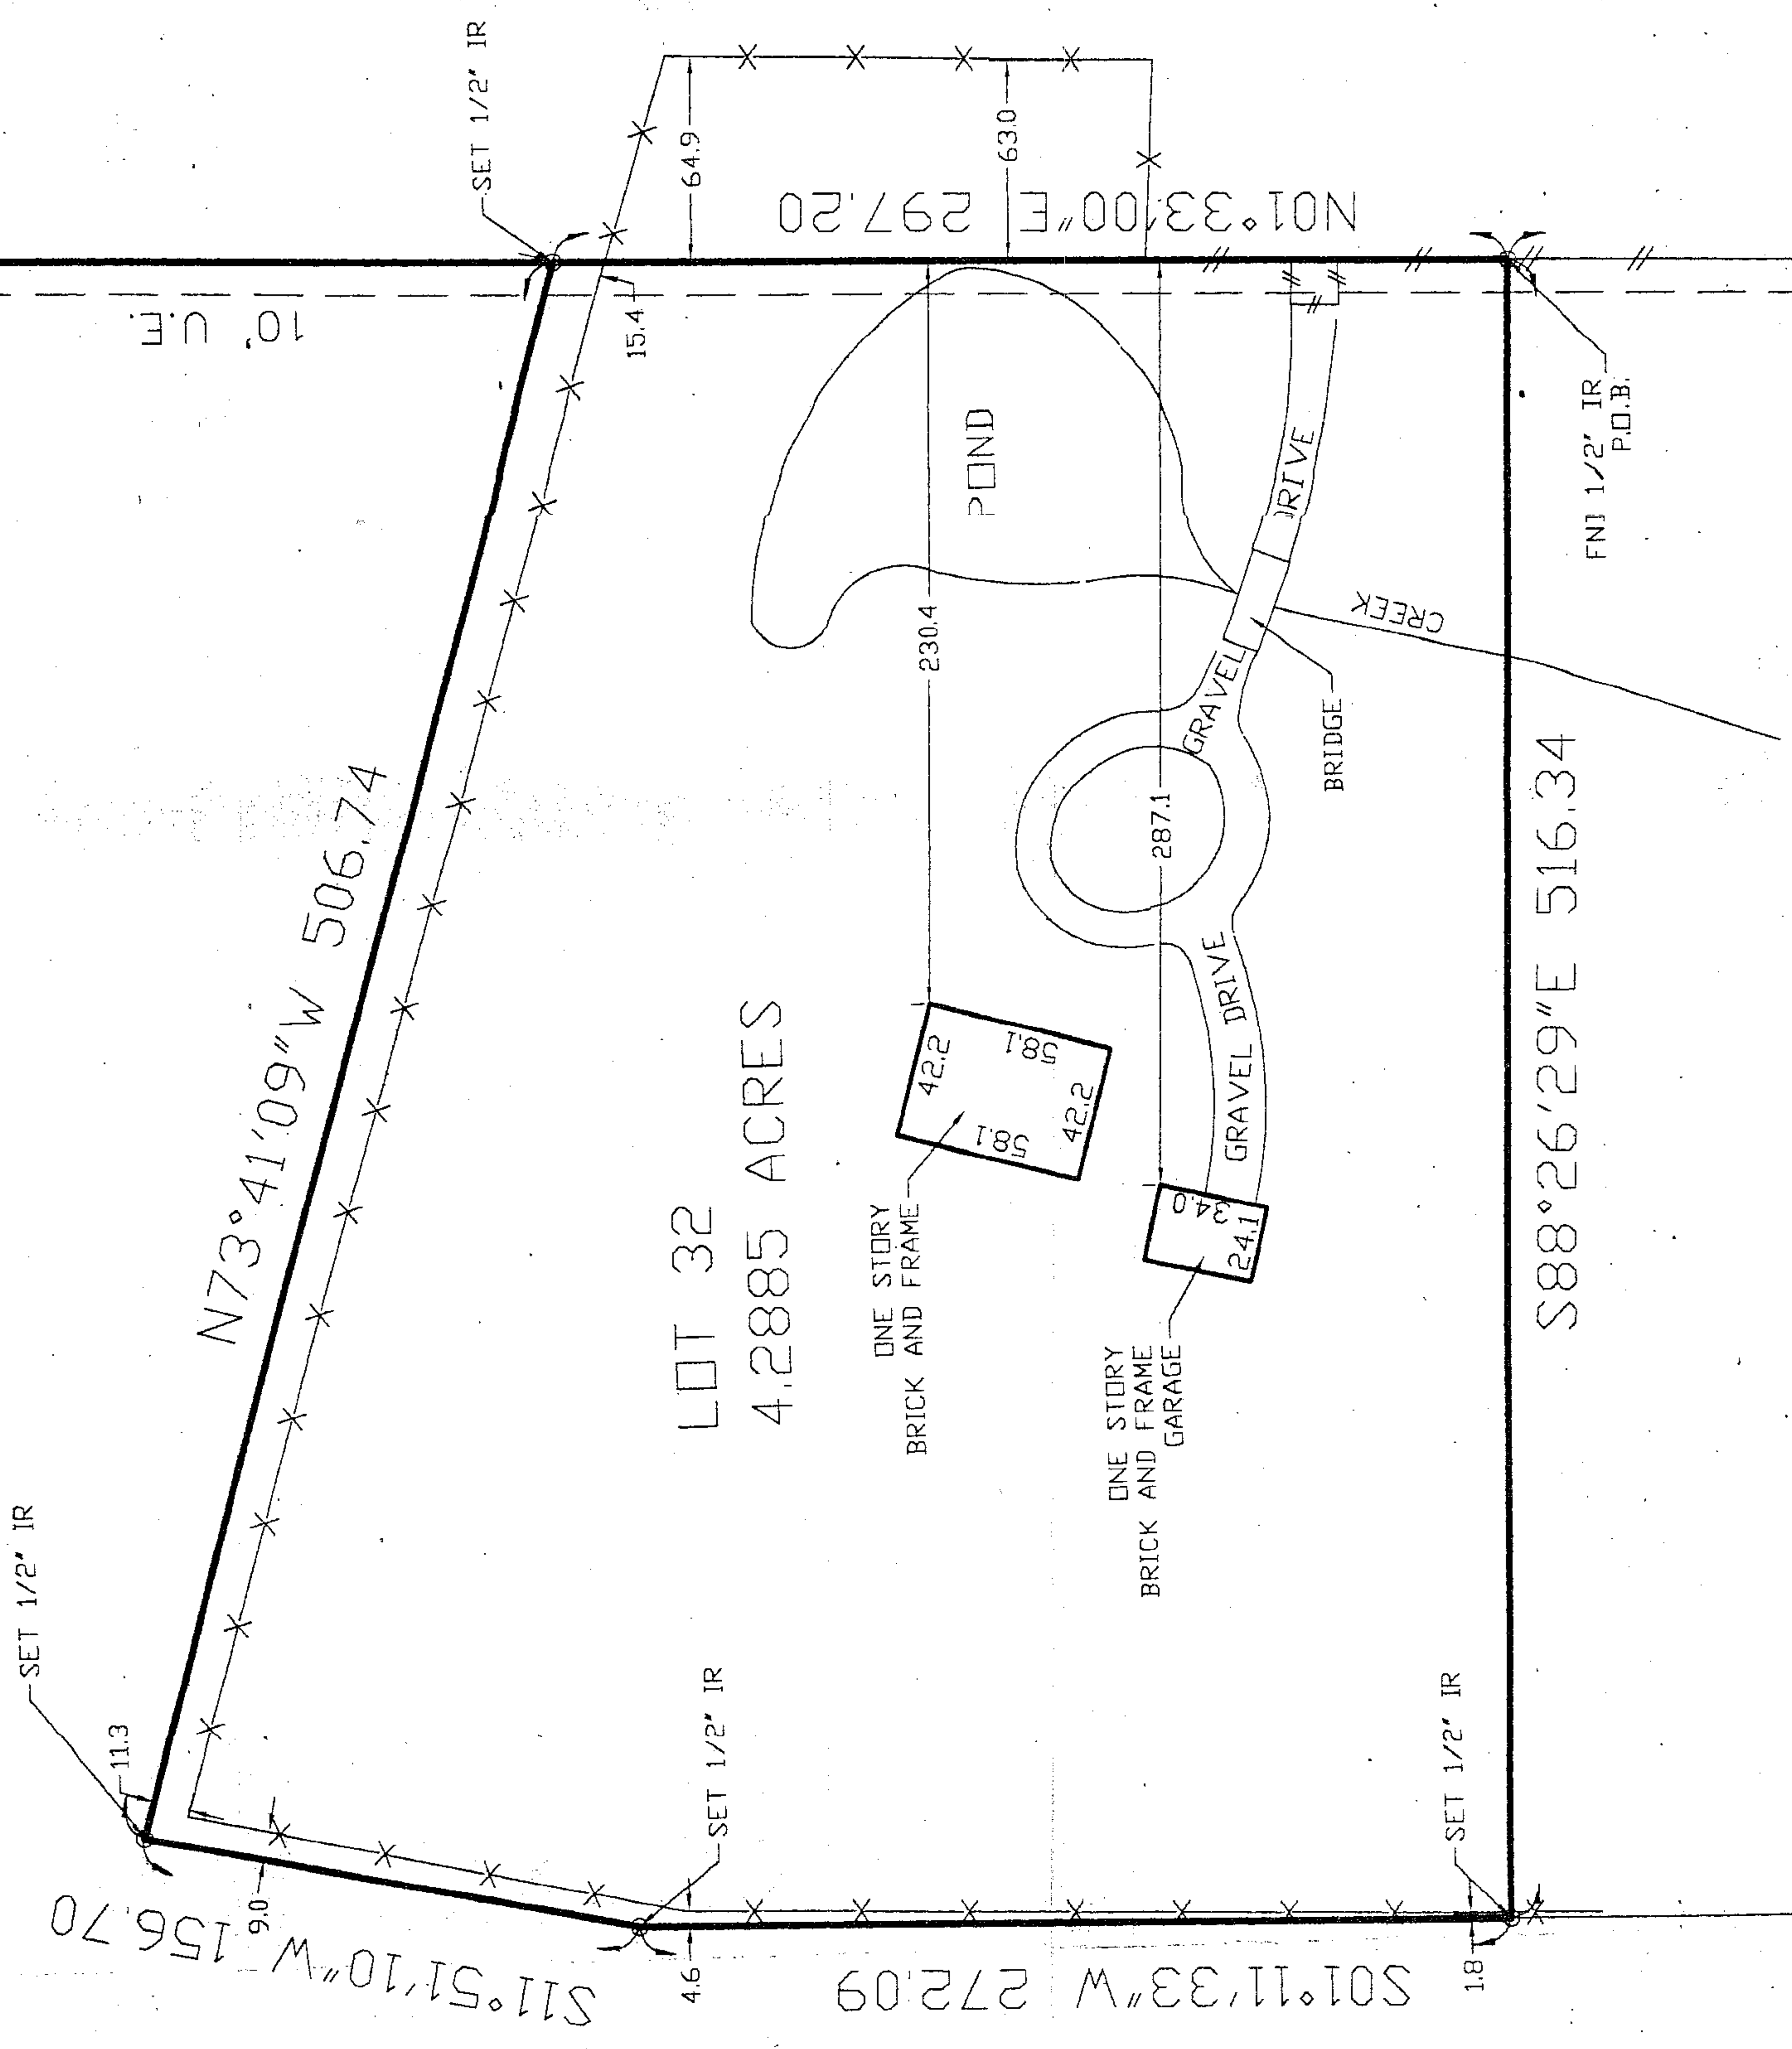 SET 1/2" IR
SET 1/2" IR
11.3
N73°41'09"W 506.74
10' U.E.
15.4
64.9
63.0
N01°33'00"E 297.20
S11°51'10"W 156.70
9.0
LOT 32
4.2885 ACRES
POND
230.4
287.1
42.2
58.1
58.1
42.2
ONE STORY
BRICK AND FRAME
ONE STORY
BRICK AND FRAME
GARAGE
34.0
24.1
GRAVEL DRIVE
GRAVEL
DRIVE
BRIDGE
CREEK
FND 1/2" IR
P.O.B.
SET 1/2" IR
SET 1/2" IR
4.6
S01°11'33"W 272.09
1.8
S88°26'29"E 516.34